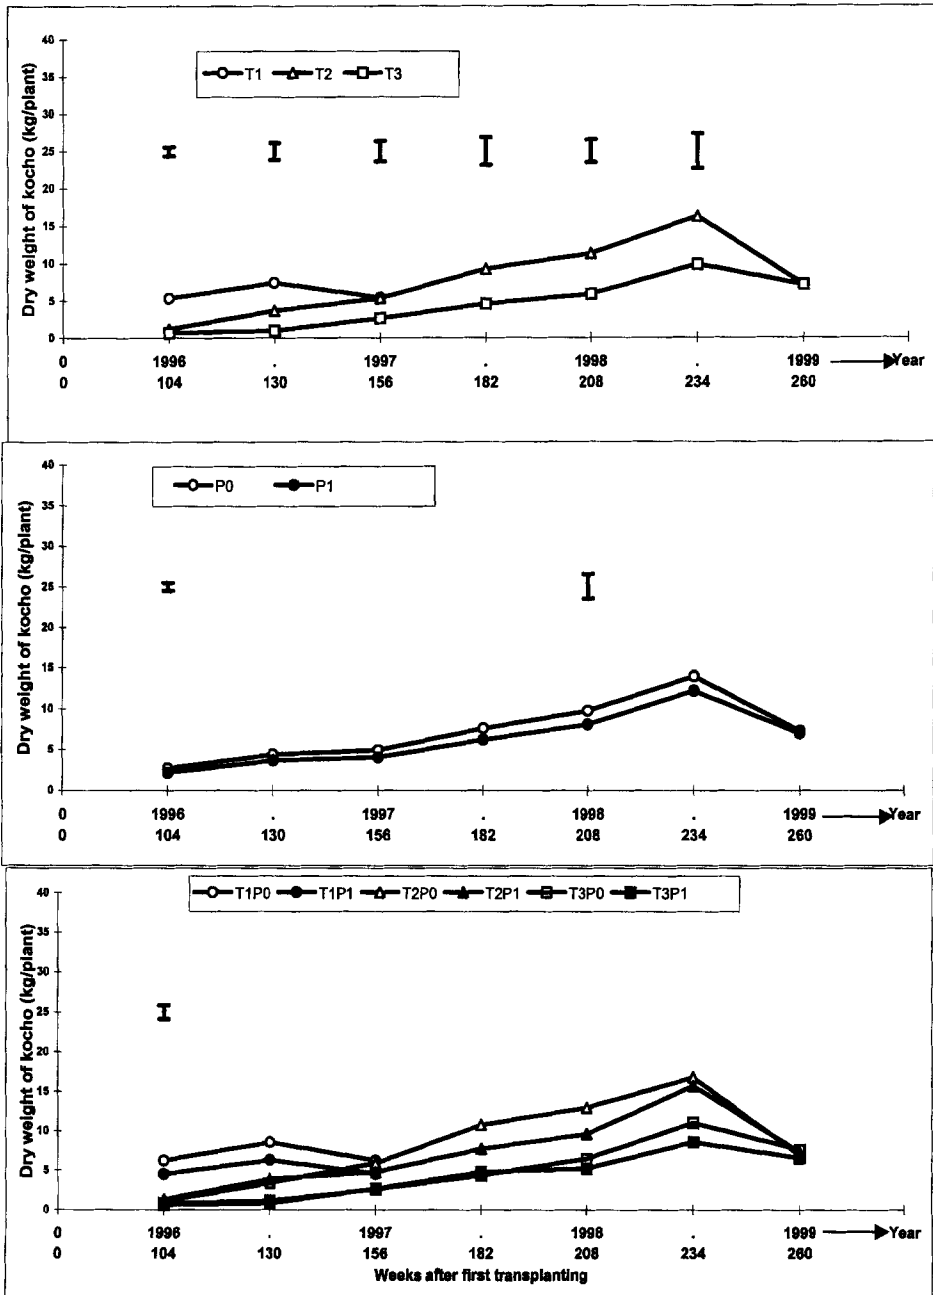 Dry weight of kocho (kg/plant)
40
35
30
25
20
15
10
5
0
T1 T2 T3
0 1996 . 1997 . 1998 . 1999 Year
0 104 130 156 182 208 234 260
Dry weight of kocho (kg/plant)
40
35
30
25
20
15
10
5
0
P0 P1
0 1996 . 1997 . 1998 . 1999 Year
0 104 130 156 182 208 234 260
Dry weight of kocho (kg/plant)
40
35
30
25
20
15
10
5
0
T1P0 T1P1 T2P0 T2P1 T3P0 T3P1
0 1996 . 1997 . 1998 . 1999 Year
0 104 130 156 182 208 234 260
Weeks after first transplanting